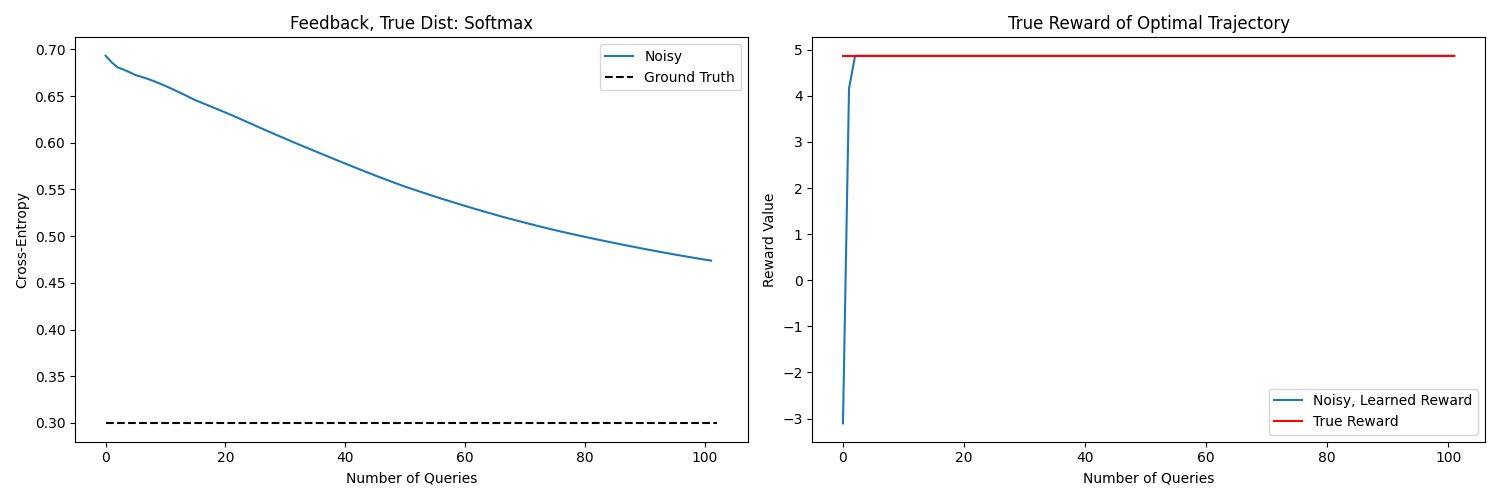 Feedback, True Dist: Softmax
0.70
0.65
0.60
0.55
0.50
0.45
0.40
0.35
0.30
Cross-Entropy
0 20 40 60 80 100
Number of Queries
Noisy
Ground Truth
True Reward of Optimal Trajectory
5
4
3
2
1
0
−1
−2
−3
Reward Value
0 20 40 60 80 100
Number of Queries
Noisy, Learned Reward
True Reward